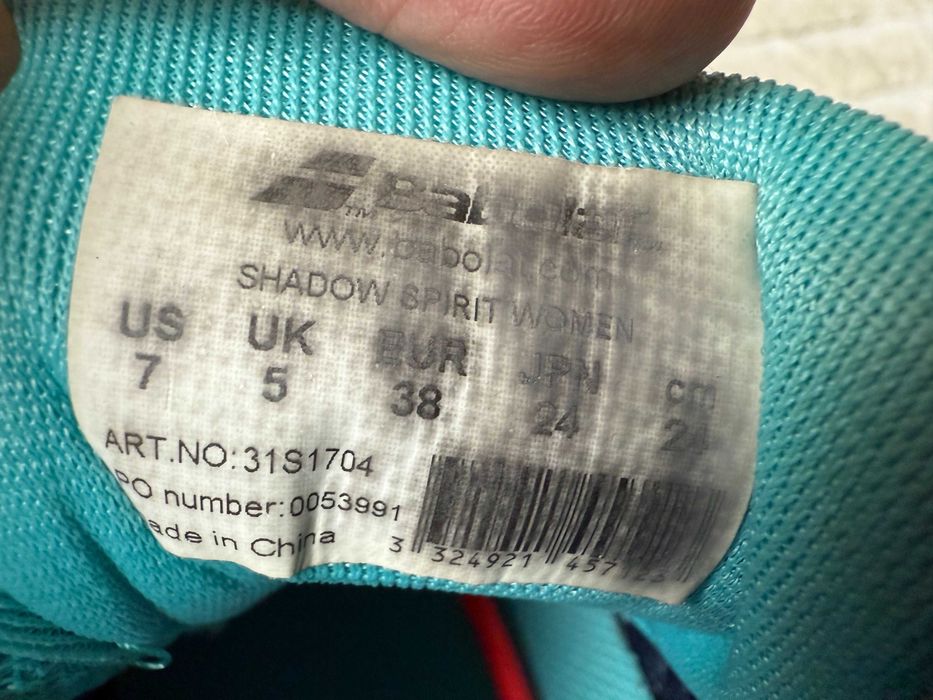 Babolat
www.babolat.com
SHADOW SPIRIT WOMEN
US UK EUR JPN cm
7 5 38 24 24
ART.NO:31S1704
PO number:0053991
ade in China
3 324921 457